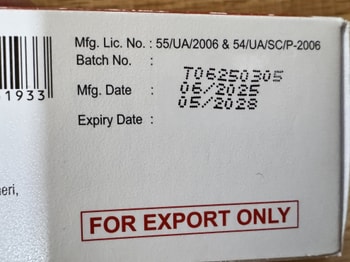 Mfg. Lic. No. : 55/UA/2006 & 54/UA/SC/P-2006
Batch No. :
T06250305
Mfg. Date : 06/2025
05/2028
Expiry Date :
1933
eri,
FOR EXPORT ONLY